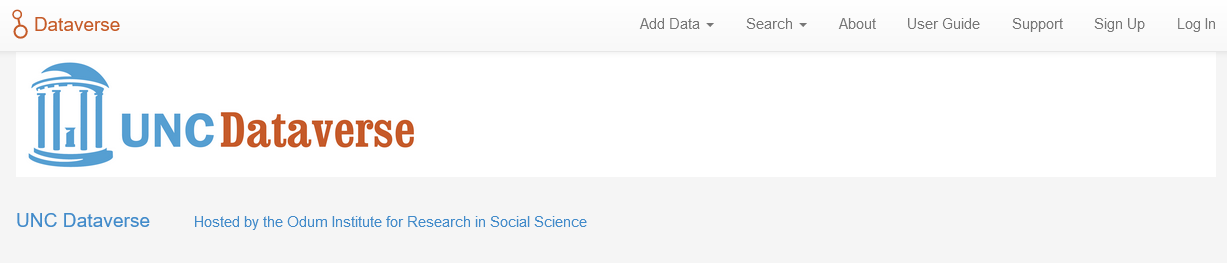 Dataverse Add Data Search About User Guide Support Sign Up Log In
UNC Dataverse
UNC Dataverse Hosted by the Odum Institute for Research in Social Science